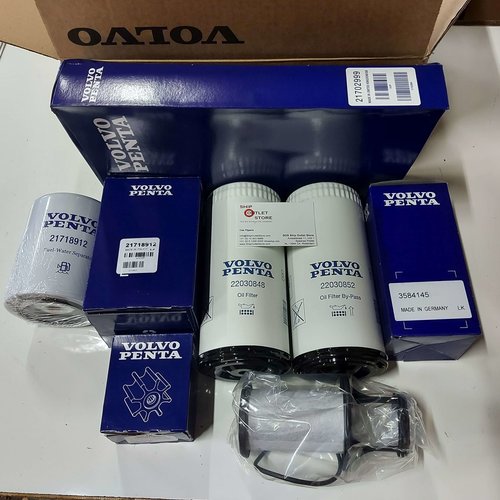 VOLVO
VOLVO
PENTA
21702999
VOLVO
PENTA
VOLVO
PENTA
21718912
Fuel-Water Separator
VOLVO
PENTA
21718912
SHIP
OUTLET
STORE
VOLVO
PENTA
22030848
Oil Filter
VOLVO
PENTA
22030852
Oil Filter By-Pass
VOLVO
PENTA
3584145
MADE IN GERMANY
I.K.
VOLVO
PENTA